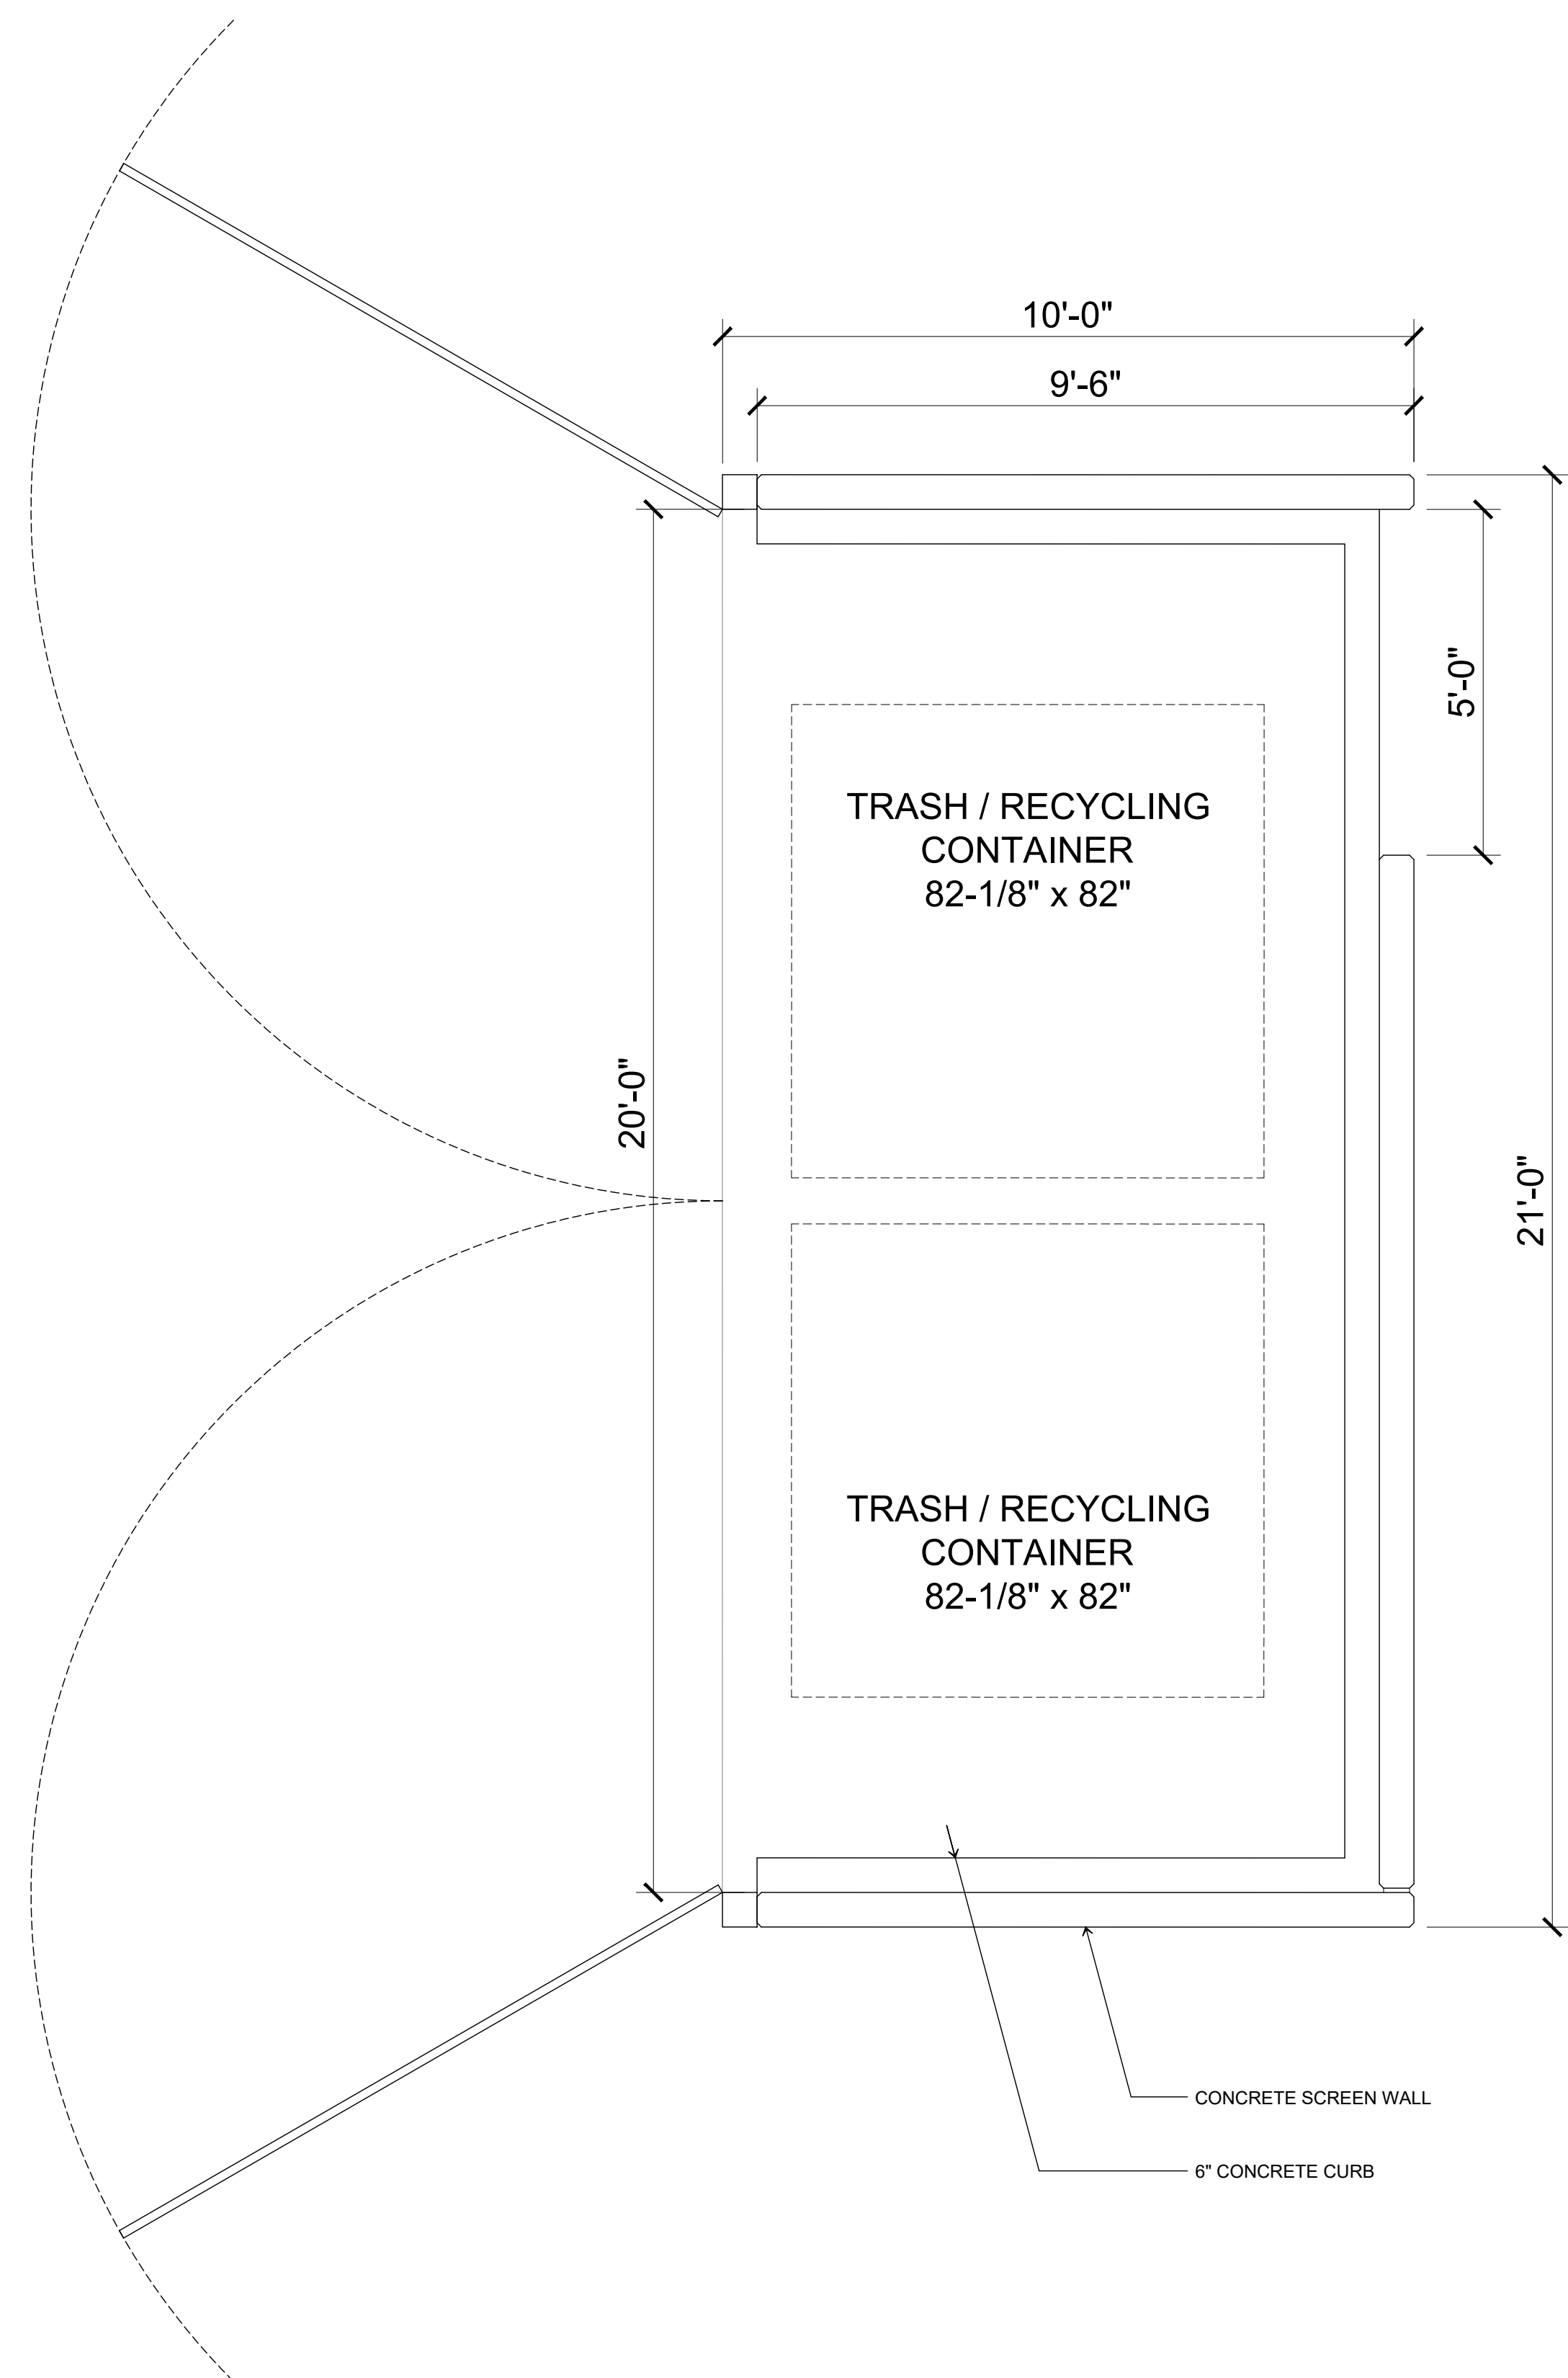 10'-0"
9'-6"
5'-0"
TRASH / RECYCLING
CONTAINER
82-1/8" x 82"
20'-0"
21'-0"
TRASH / RECYCLING
CONTAINER
82-1/8" x 82"
CONCRETE SCREEN WALL
6" CONCRETE CURB